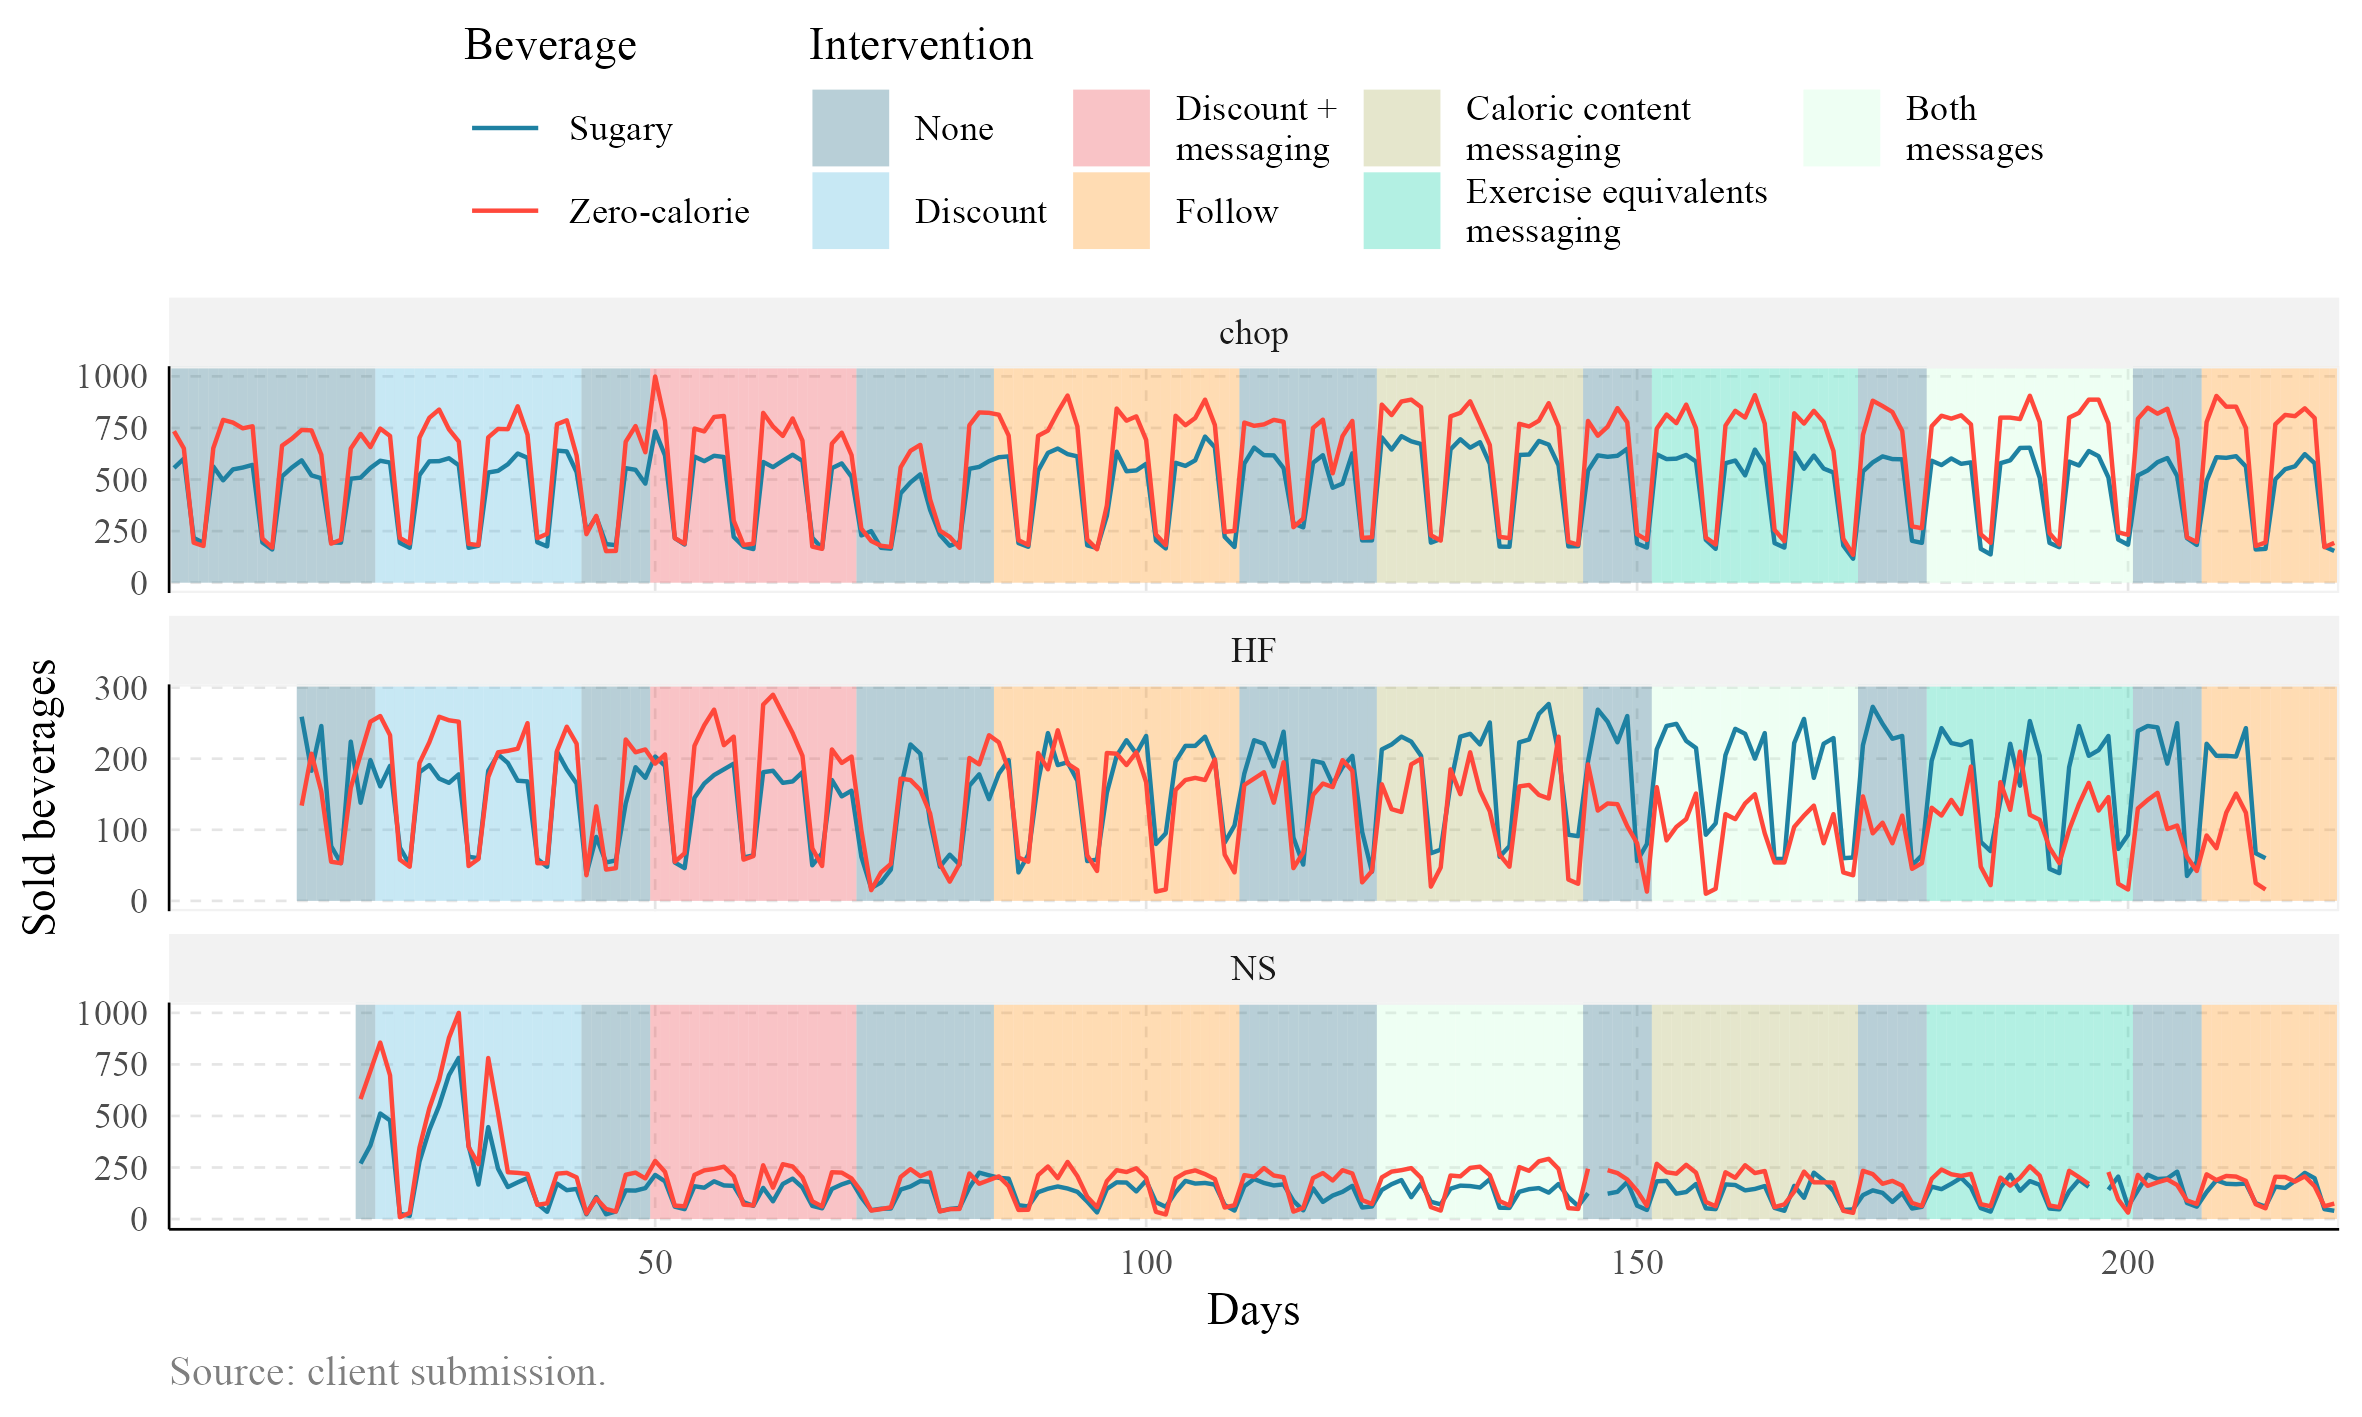 Beverage
Intervention
Sugary
Zero-calorie
None
Discount
Discount +
messaging
Follow
Caloric content
messaging
Exercise equivalents
messaging
Both
messages
chop
1000
750
500
250
0
HF
300
200
100
0
NS
1000
750
500
250
0
50 100 150 200
Sold beverages
Days
Source: client submission.